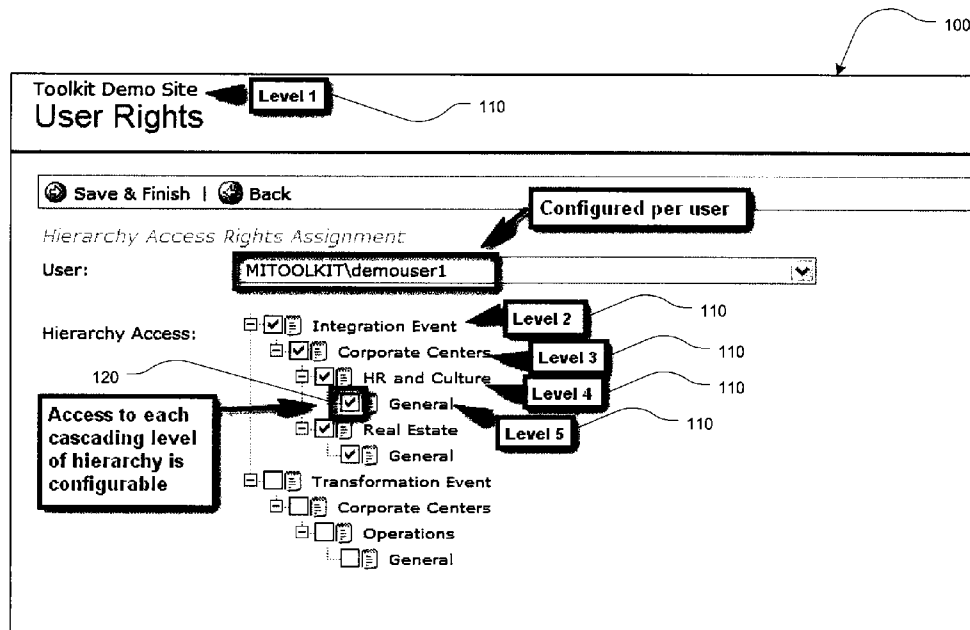 100
Toolkit Demo Site
Level 1
110
User Rights
Save & Finish | Back
Configured per user
Hierarchy Access Rights Assignment
User:
MITOOLKIT\demouser1
Hierarchy Access:
Integration Event
Level 2
110
Corporate Centers
Level 3
110
120
HR and Culture
Level 4
110
General
Level 5
110
Access to each
cascading level
of hierarchy is
configurable
Real Estate
General
Transformation Event
Corporate Centers
Operations
General